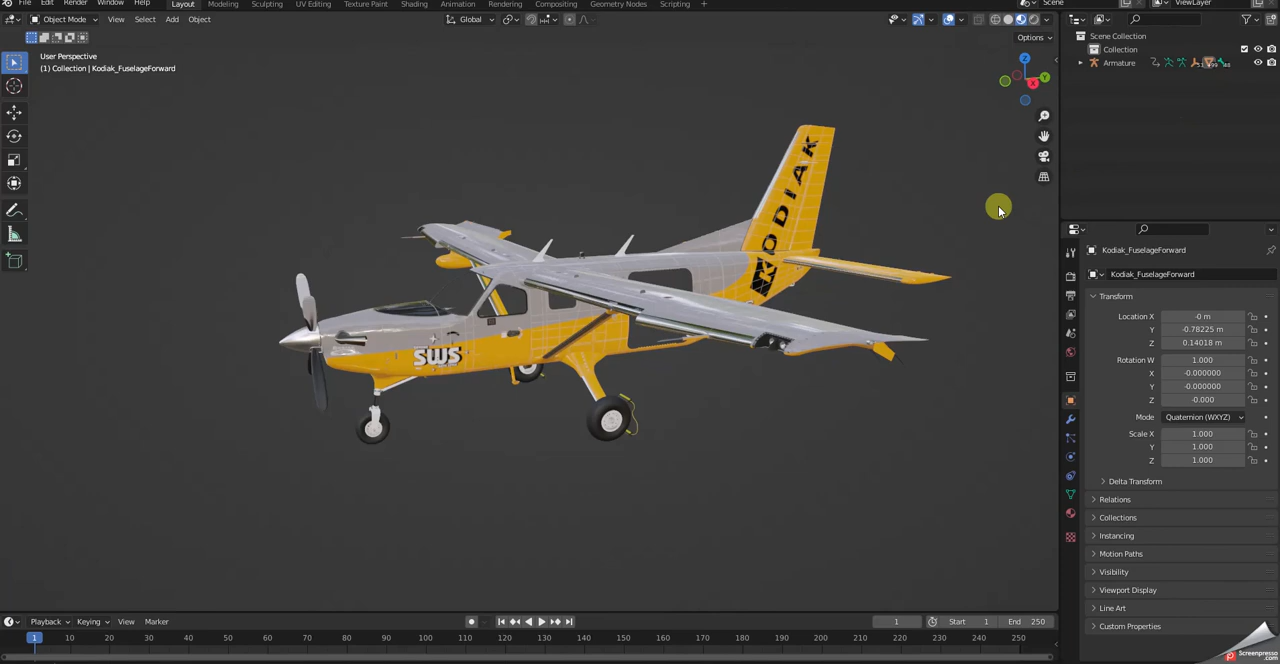 File Edit Render Window Help Layout Modeling Sculpting UV Editing Texture Paint Shading Animation Rendering Compositing Geometry Nodes Scripting Scene ViewLayer
Object Mode View Select Add Object Global
Options
User Perspective
(1) Collection | Kodiak_FuselageForward
Z
Y
X
KODIAK
SWS
Scene Collection
Collection
Armature
Kodiak_FuselageForward
Kodiak_FuselageForward
Transform
Location X -0 m
Y -0.78225 m
Z 0.14018 m
Rotation W 1.000
X -0.000000
Y -0.000000
Z -0.000
Mode Quaternion (WXYZ)
Scale X 1.000
Y 1.000
Z 1.000
Delta Transform
Relations
Collections
Instancing
Motion Paths
Visibility
Viewport Display
Line Art
Custom Properties
Playback Keying View Marker 1 Start 1 End 250
1 10 20 30 40 50 60 70 80 90 100 110 120 130 140 150 160 170 180 190 200 210 220 230 240 250
Screenpresso
.com